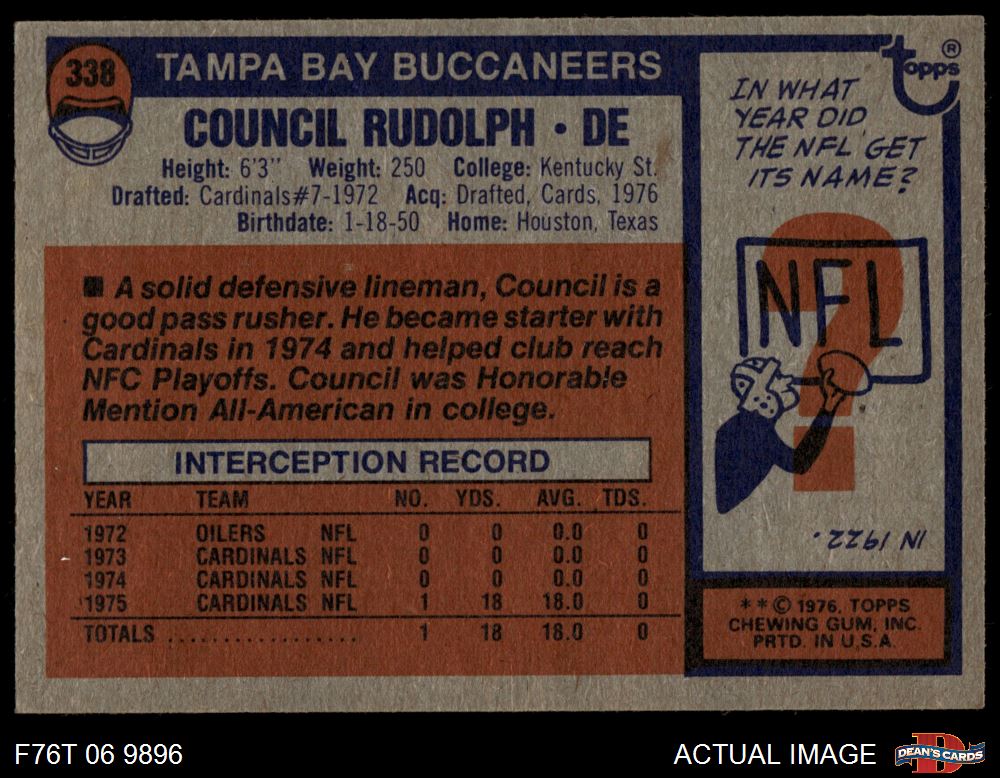 338
TAMPA BAY BUCCANEERS
COUNCIL RUDOLPH • DE
Height: 6'3" Weight: 250 College: Kentucky St.
Drafted: Cardinals#7-1972 Acq: Drafted, Cards, 1976
Birthdate: 1-18-50 Home: Houston, Texas
■ A solid defensive lineman, Council is a
good pass rusher. He became starter with
Cardinals in 1974 and helped club reach
NFC Playoffs. Council was Honorable
Mention All-American in college.
INTERCEPTION RECORD
YEAR TEAM NO. YDS. AVG. TDS.
1972 OILERS NFL 0 0 0.0 0
1973 CARDINALS NFL 0 0 0.0 0
1974 CARDINALS NFL 0 0 0.0 0
1975 CARDINALS NFL 1 18 18.0 0
TOTALS .................. 1 18 18.0 0
topps ®
IN WHAT
YEAR DID
THE NFL GET
ITS NAME?
NFL
?
IN 1922.
* * © 1976, TOPPS
CHEWING GUM, INC.
PRTD. IN U.S.A.
F76T 06 9896
ACTUAL IMAGE
DEAN'S CARDS